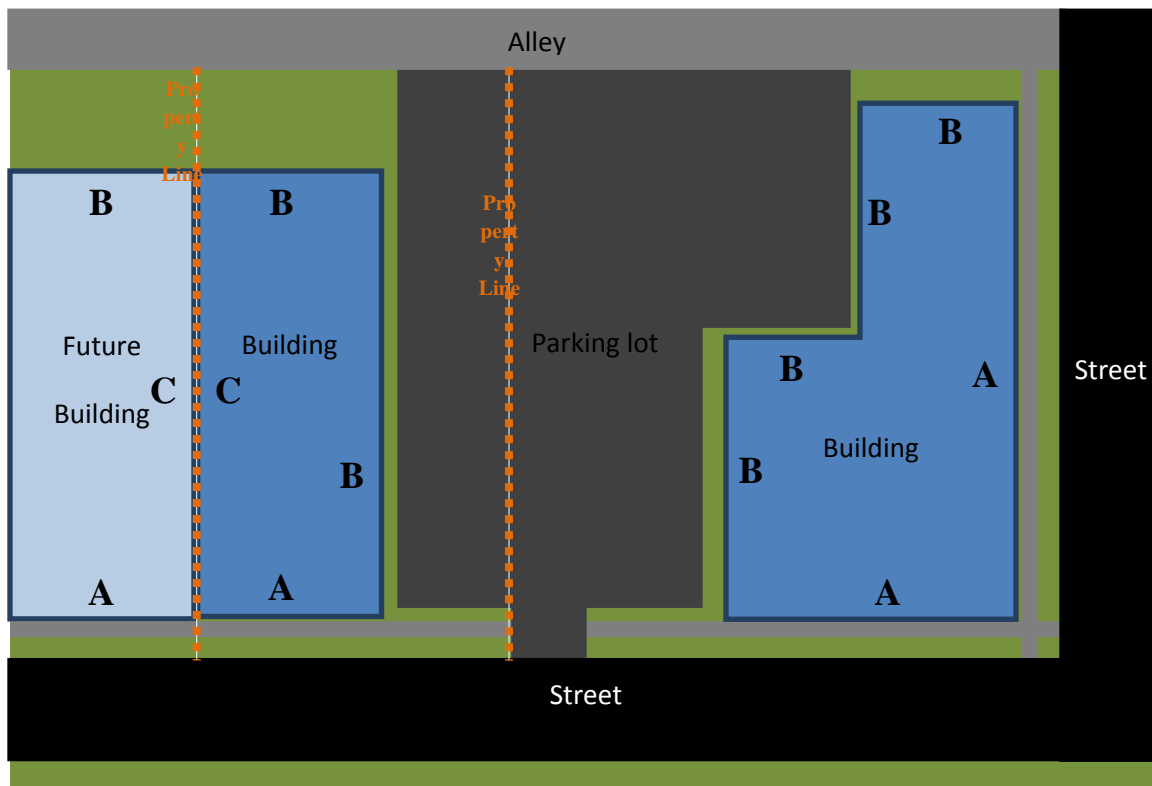 Alley
Pro
pert
y
Line
B
B
B
B
Pro
pert
y
Line
Future
Building
Building
Parking lot
B
A
Street
C
C
Building
B
B
A
A
A
Street